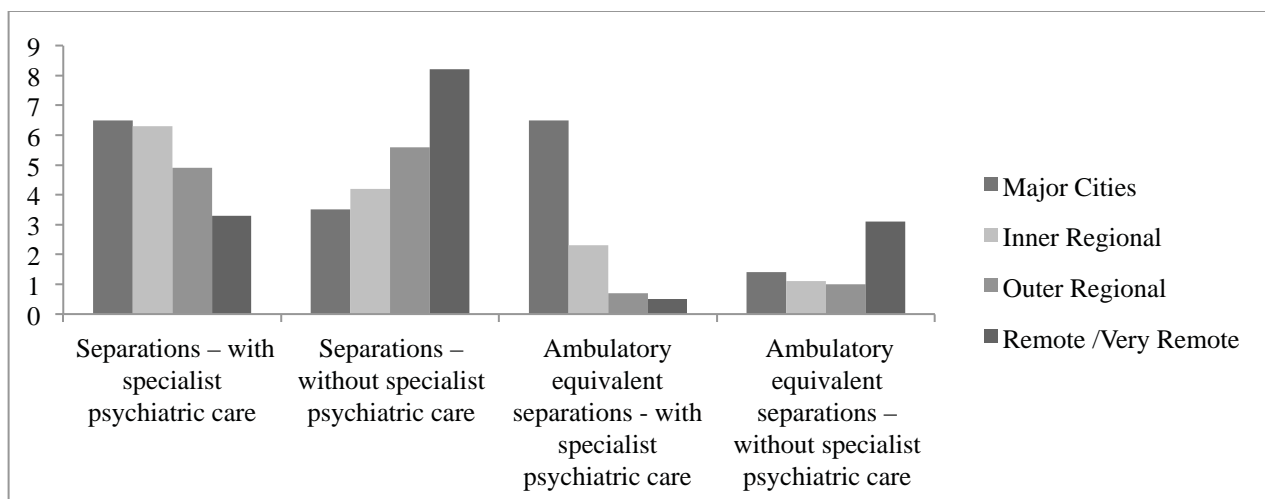 9
8
7
6
5
4
3
2
1
0
Separations – with
specialist
psychiatric care
Separations –
without specialist
psychiatric care
Ambulatory
equivalent
separations - with
specialist
psychiatric care
Ambulatory
equivalent
separations –
without specialist
psychiatric care
Major Cities
Inner Regional
Outer Regional
Remote /Very Remote